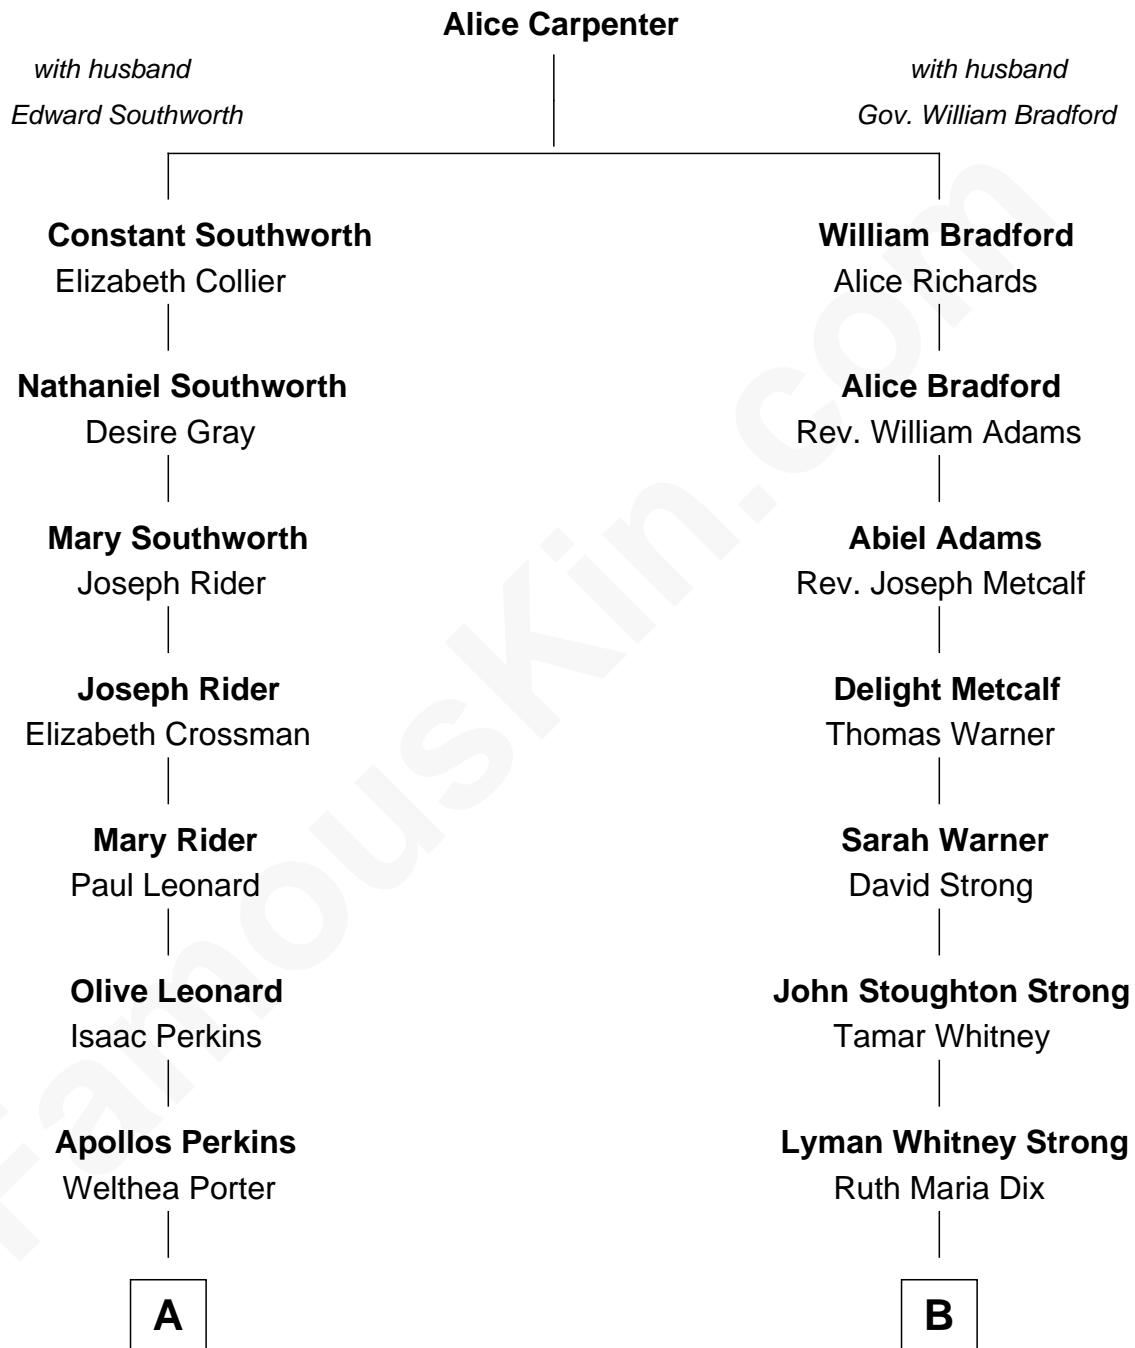 Alice Carpenter
with husband
Edward Southworth
with husband
Gov. William Bradford
Constant Southworth
Elizabeth Collier
William Bradford
Alice Richards
Nathaniel Southworth
Desire Gray
Alice Bradford
Rev. William Adams
Mary Southworth
Joseph Rider
Abiel Adams
Rev. Joseph Metcalf
Joseph Rider
Elizabeth Crossman
Delight Metcalf
Thomas Warner
Mary Rider
Paul Leonard
Sarah Warner
David Strong
Olive Leonard
Isaac Perkins
John Stoughton Strong
Tamar Whitney
Apollos Perkins
Welthea Porter
Lyman Whitney Strong
Ruth Maria Dix
A
B
FamousKin.com